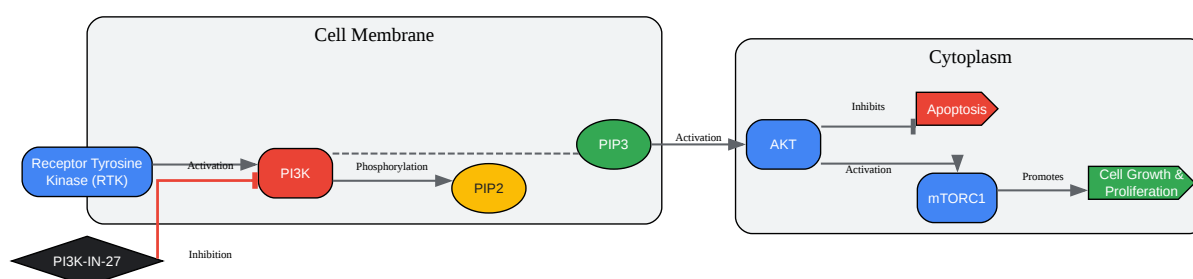 Cell Membrane
Cytoplasm
Receptor Tyrosine
Kinase (RTK)
Activation
PI3K
Phosphorylation
PIP2
PIP3
Activation
AKT
Inhibits
Apoptosis
Activation
mTORC1
Promotes
Cell Growth &
Proliferation
PI3K-IN-27
Inhibition